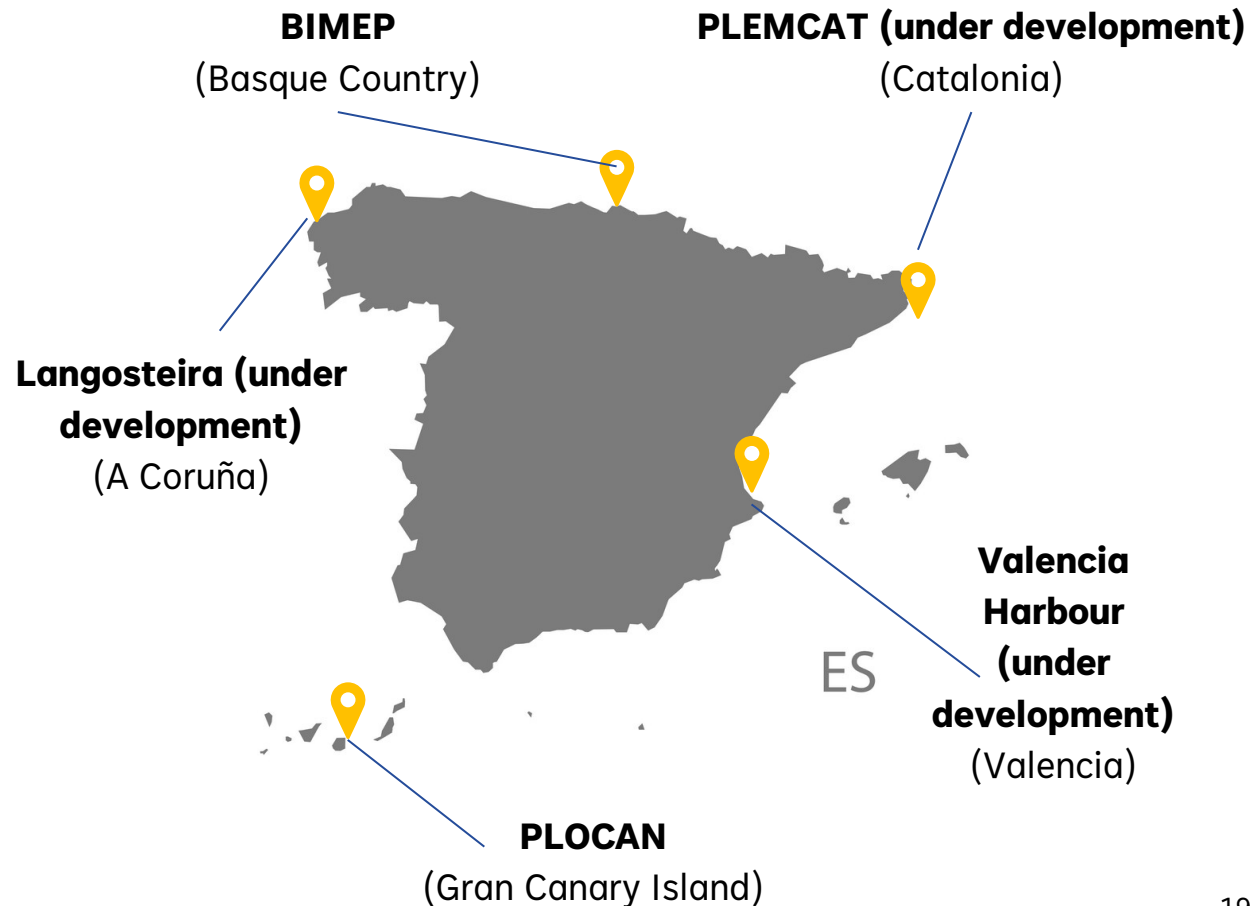 BIMEP
(Basque Country)
PLEMCAT (under development)
(Catalonia)
Langosteira (under
development)
(A Coruña)
Valencia
Harbour
(under
development)
(Valencia)
ES
PLOCAN
(Gran Canary Island)